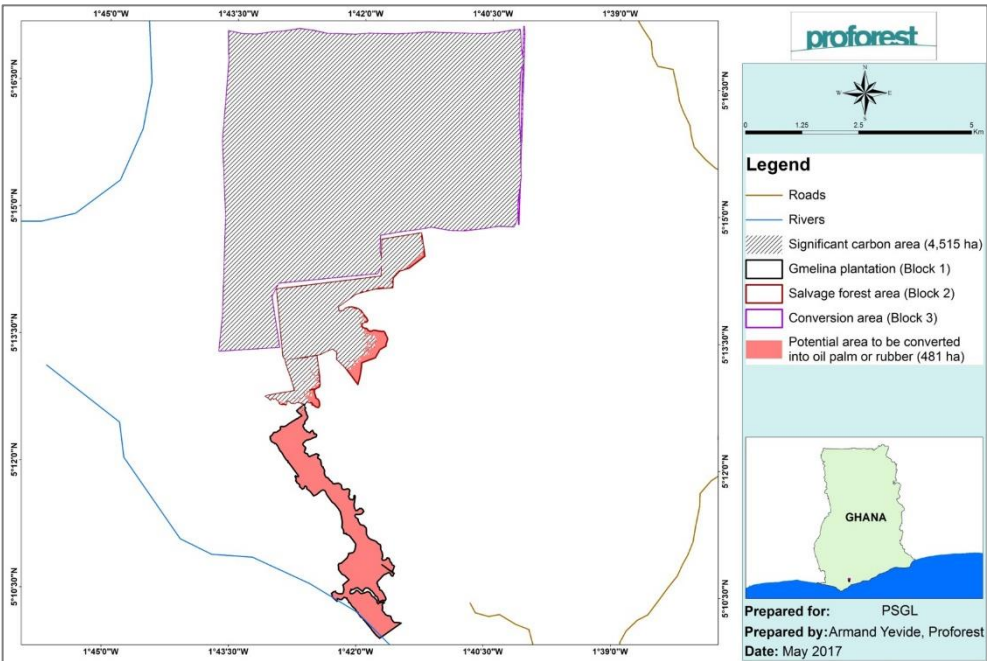 1°45'0"W
1°43'30"W
1°42'0"W
1°40'30"W
1°39'0"W
5°16'30"N
5°15'0"N
5°13'30"N
5°12'0"N
5°10'30"N
5°16'30"N
5°15'0"N
5°13'30"N
5°12'0"N
5°10'30"N
1°45'0"W
1°43'30"W
1°42'0"W
1°40'30"W
1°39'0"W
proforest
N
W E
S
0 1.25 2.5 5
Km
Legend
Roads
Rivers
Significant carbon area (4,515 ha)
Gmelina plantation (Block 1)
Salvage forest area (Block 2)
Conversion area (Block 3)
Potential area to be converted
into oil palm or rubber (481 ha)
GHANA
Prepared for: PSGL
Prepared by:Armand Yevide, Proforest
Date: May 2017